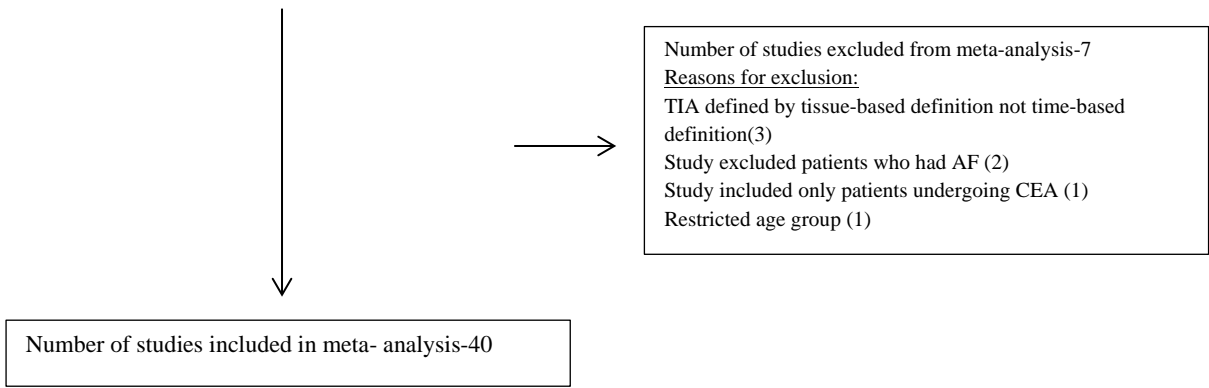 Number of studies excluded from meta-analysis-7
Reasons for exclusion:
TIA defined by tissue-based definition not time-based
definition(3)
Study excluded patients who had AF (2)
Study included only patients undergoing CEA (1)
Restricted age group (1)
Number of studies included in meta- analysis-40